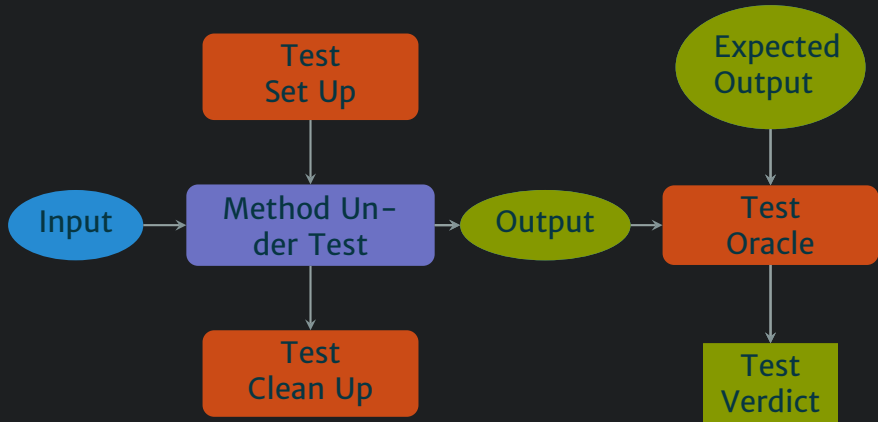 Test
Set Up
Expected
Output
Input
Method Un-
der Test
Output
Test
Oracle
Test
Clean Up
Test
Verdict